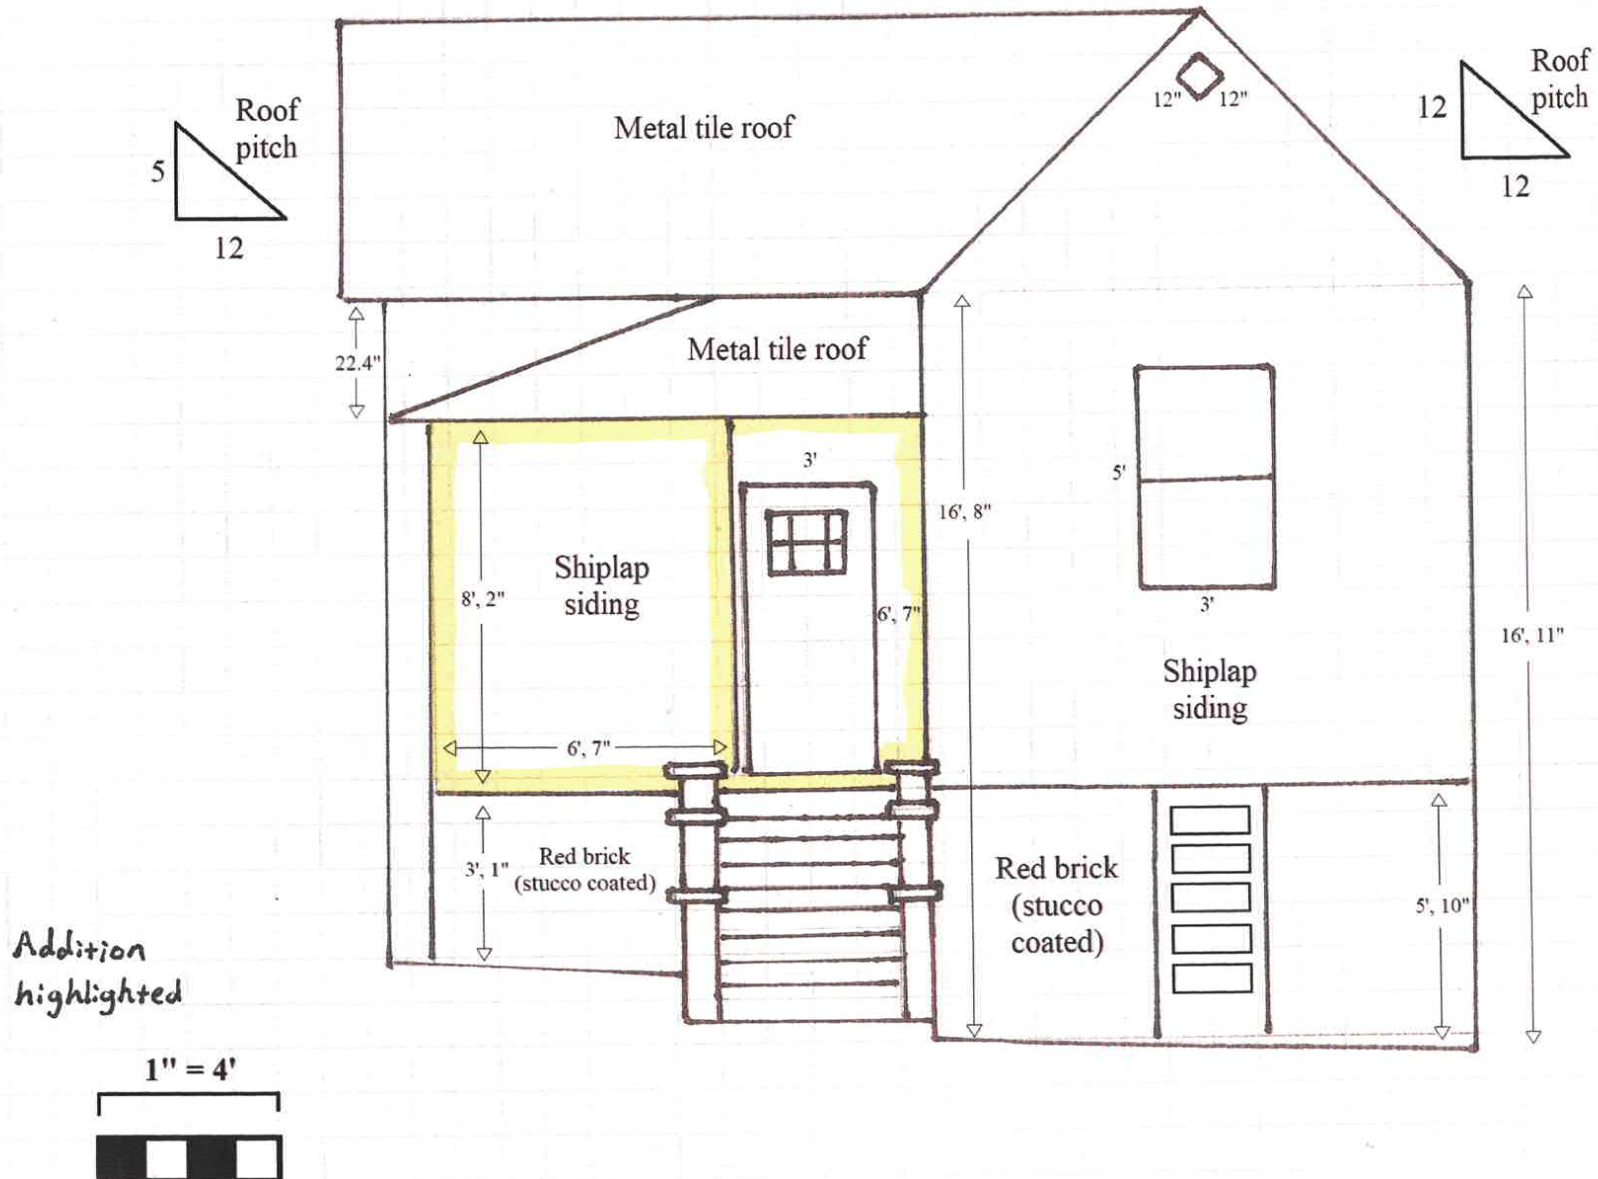 Roof
pitch
5
12
Metal tile roof
12" 12"
Roof
pitch
12
12
22.4"
Metal tile roof
3'
8', 2"
Shiplap
siding
6', 7"
6', 7"
16', 8"
5'
3'
Shiplap
siding
16', 11"
3', 1"
Red brick
(stucco coated)
Red brick
(stucco
coated)
5', 10"
Addition
highlighted
1" = 4'